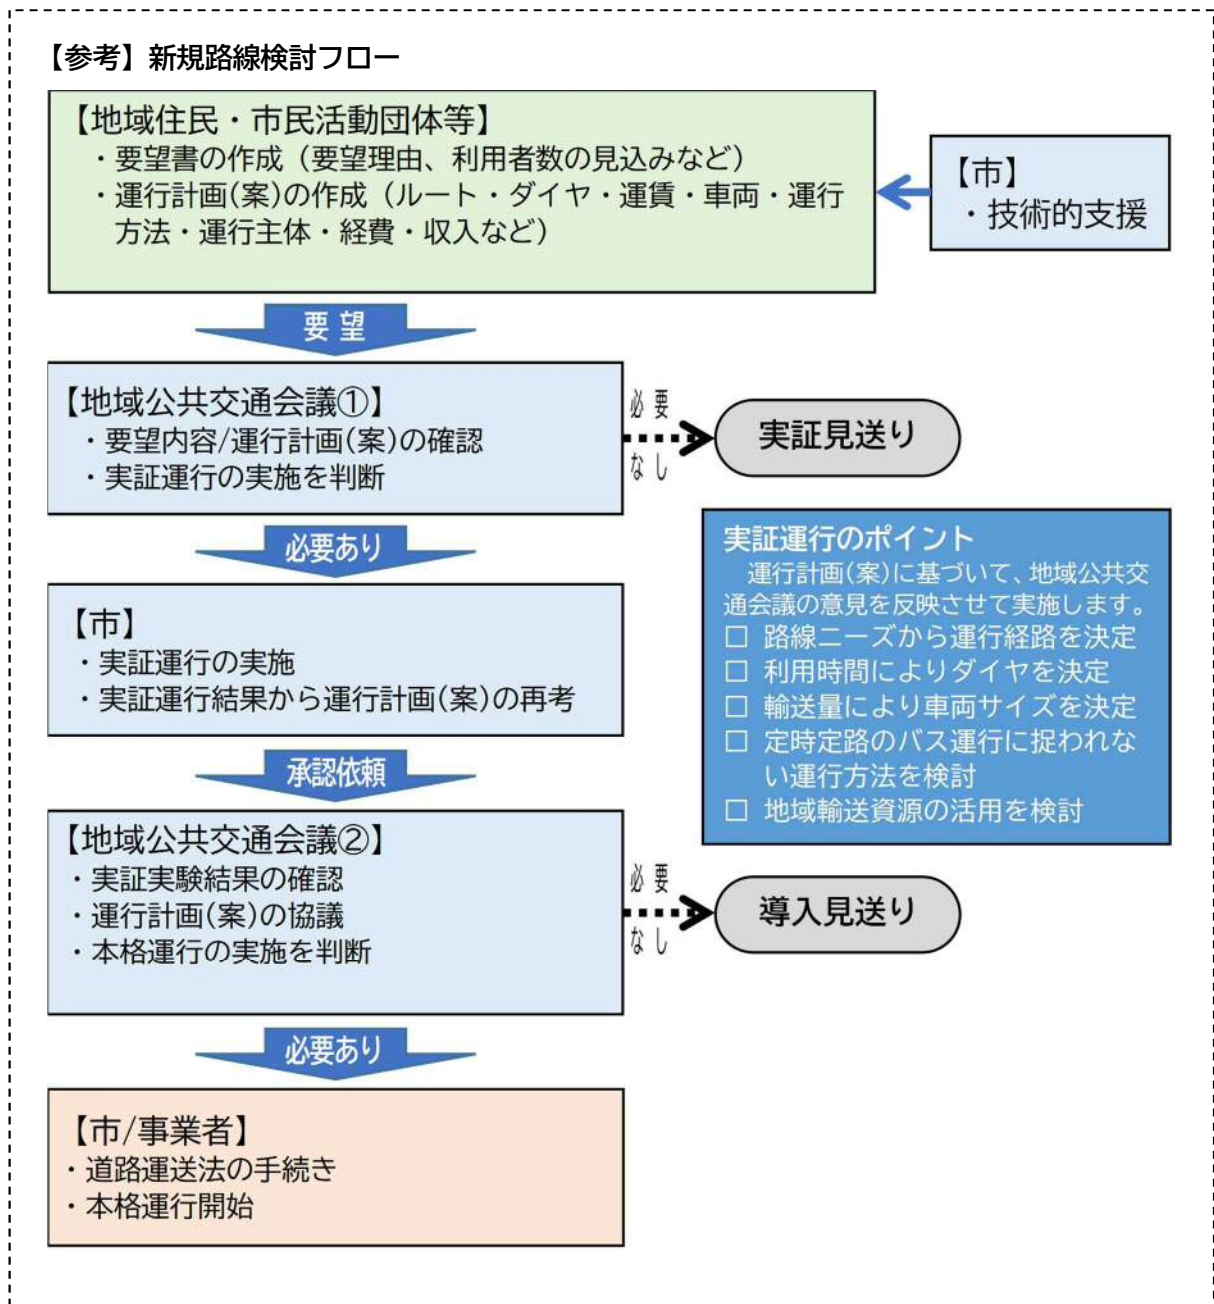 【参考】新規路線検討フロー
【地域住民・市民活動団体等】
・要望書の作成（要望理由、利用者数の見込みなど）
・運行計画(案)の作成（ルート・ダイヤ・運賃・車両・運行
方法・運行主体・経費・収入など）
【市】
・技術的支援
要 望
【地域公共交通会議①】
・要望内容/運行計画(案)の確認
・実証運行の実施を判断
必 要
な し
実証見送り
必要あり
【市】
・実証運行の実施
・実証運行結果から運行計画(案)の再考
実証運行のポイント
運行計画(案)に基づいて、地域公共交
通会議の意見を反映させて実施します。
□ 路線ニーズから運行経路を決定
□ 利用時間によりダイヤを決定
□ 輸送量により車両サイズを決定
□ 定時定路のバス運行に捉われな
い運行方法を検討
□ 地域輸送資源の活用を検討
承認依頼
【地域公共交通会議②】
・実証実験結果の確認
・運行計画(案)の協議
・本格運行の実施を判断
必 要
な し
導入見送り
必要あり
【市/事業者】
・道路運送法の手続き
・本格運行開始